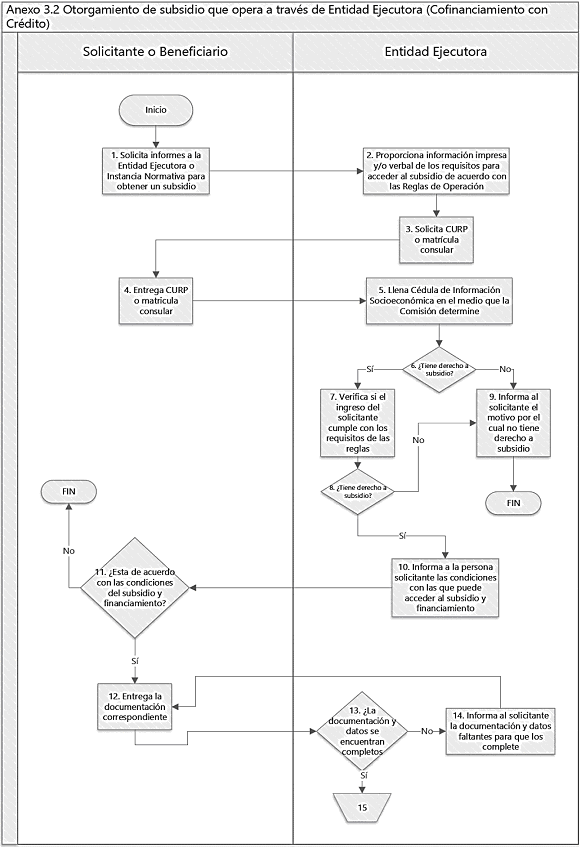 Anexo 3.2 Otorgamiento de subsidio que opera a través de Entidad Ejecutora (Cofinanciamiento con
Crédito)
Solicitante o Beneficiario
Entidad Ejecutora
Inicio
1. Solicita informes a la
Entidad Ejecutora o
Instancia Normativa para
obtener un subsidio
2. Proporciona información impresa
y/o verbal de los requisitos para
acceder al subsidio de acuerdo con
las Reglas de Operación
3. Solicita CURP
o matrícula
consular
4. Entrega CURP
o matricula
consular
5. Llena Cédula de Información
Socioeconómica en el medio que la
Comisión determine
6. ¿Tiene derecho a
subsidio?
Sí
No
7. Verifica si el
ingreso del
solicitante
cumple con los
requisitos de las
reglas
9. Informa al
solicitante el
motivo por el
cual no tiene
derecho a
subsidio
No
8. ¿Tiene derecho a
subsidio?
FIN
FIN
Sí
No
10. Informa a la persona
solicitante las condiciones
con las que puede
acceder al subsidio y
financiamiento
11. ¿Esta de acuerdo
con las condiciones
del subsidio y
financiamiento?
Sí
12. Entrega la
documentación
correspondiente
13. ¿La
documentación y
datos se
encuentran
completos
No
14. Informa al solicitante
la documentación y datos
faltantes para que los
complete
Sí
15